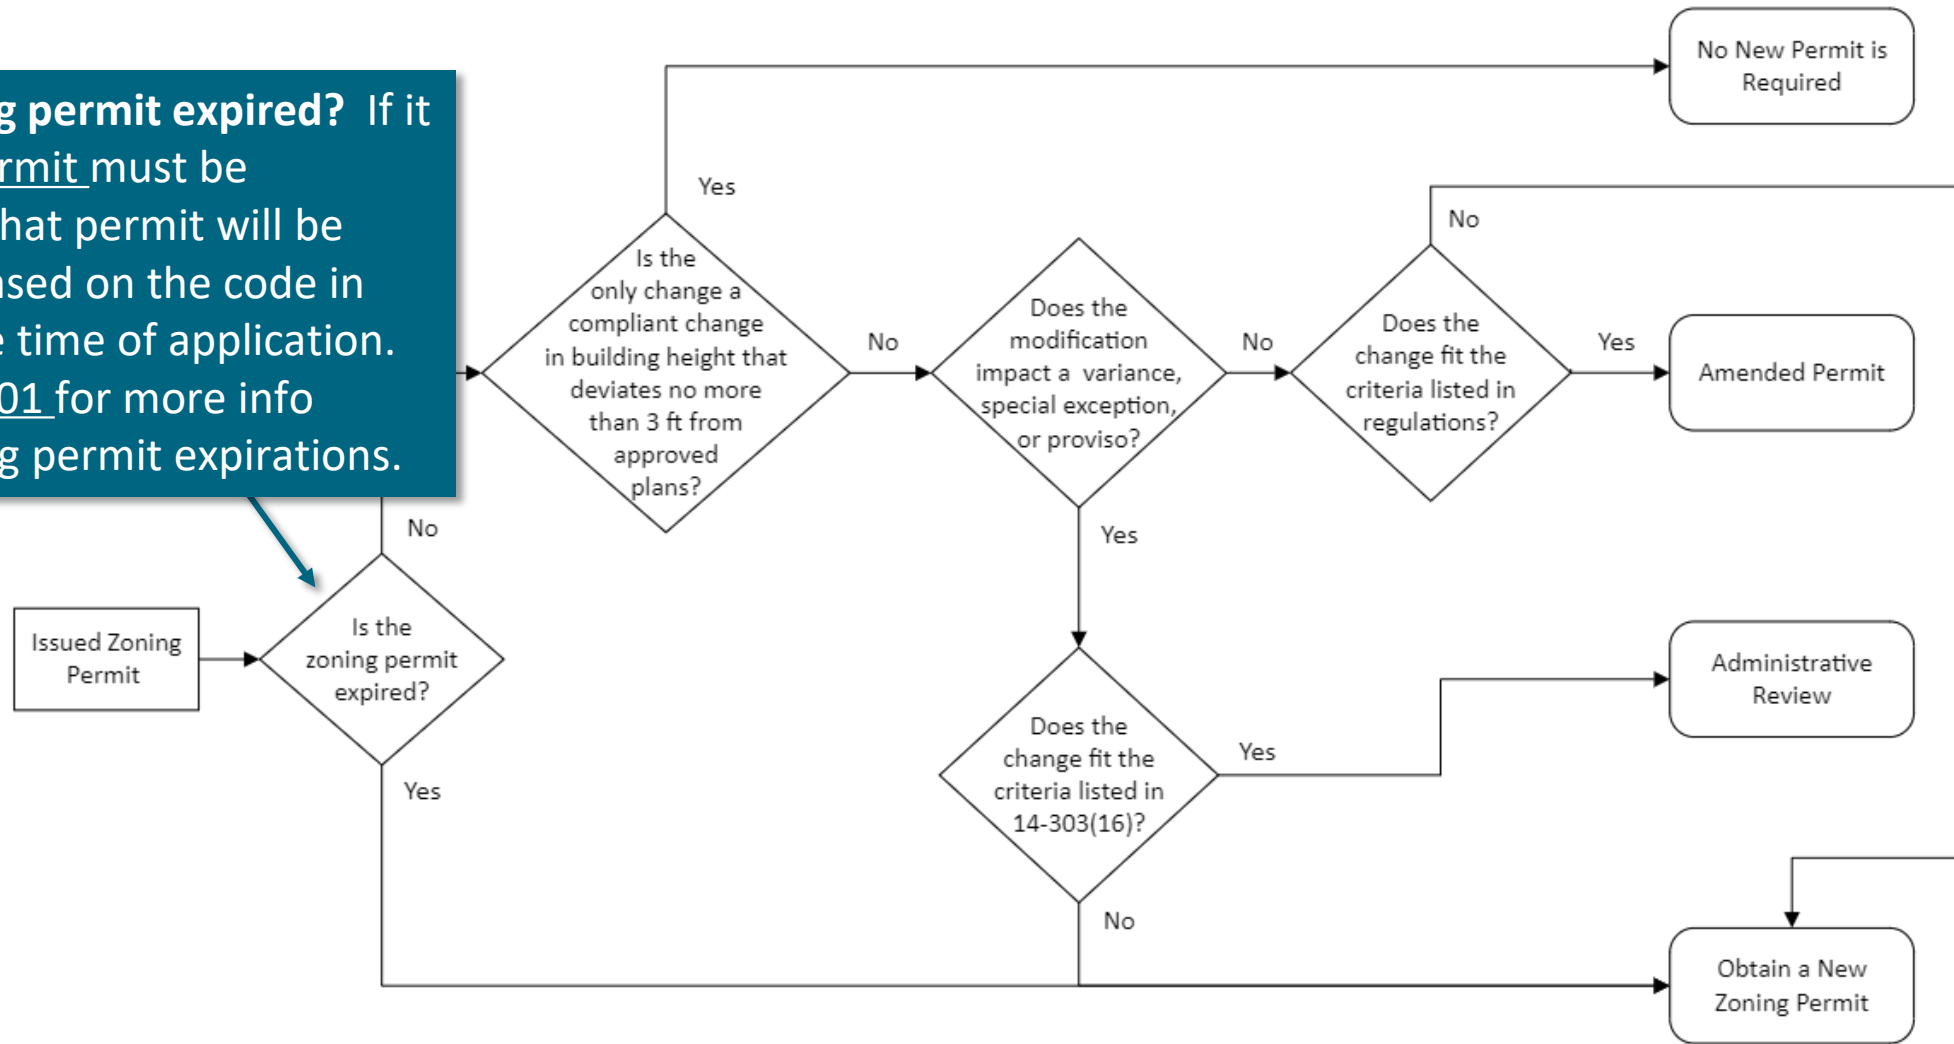 g permit expired? If it
ermit must be
hat permit will be
ased on the code in
e time of application.
01 for more info
g permit expirations.
No New Permit is
Required
Yes
No
Is the
only change a
compliant change
in building height that
deviates no more
than 3 ft from
approved
plans?
No
Does the
modification
impact a variance,
special exception,
or proviso?
No
Does the
change fit the
criteria listed in
regulations?
Yes
Amended Permit
No
Yes
Issued Zoning
Permit
Is the
zoning permit
expired?
Yes
Does the
change fit the
criteria listed in
14-303(16)?
Yes
Administrative
Review
No
Obtain a New
Zoning Permit